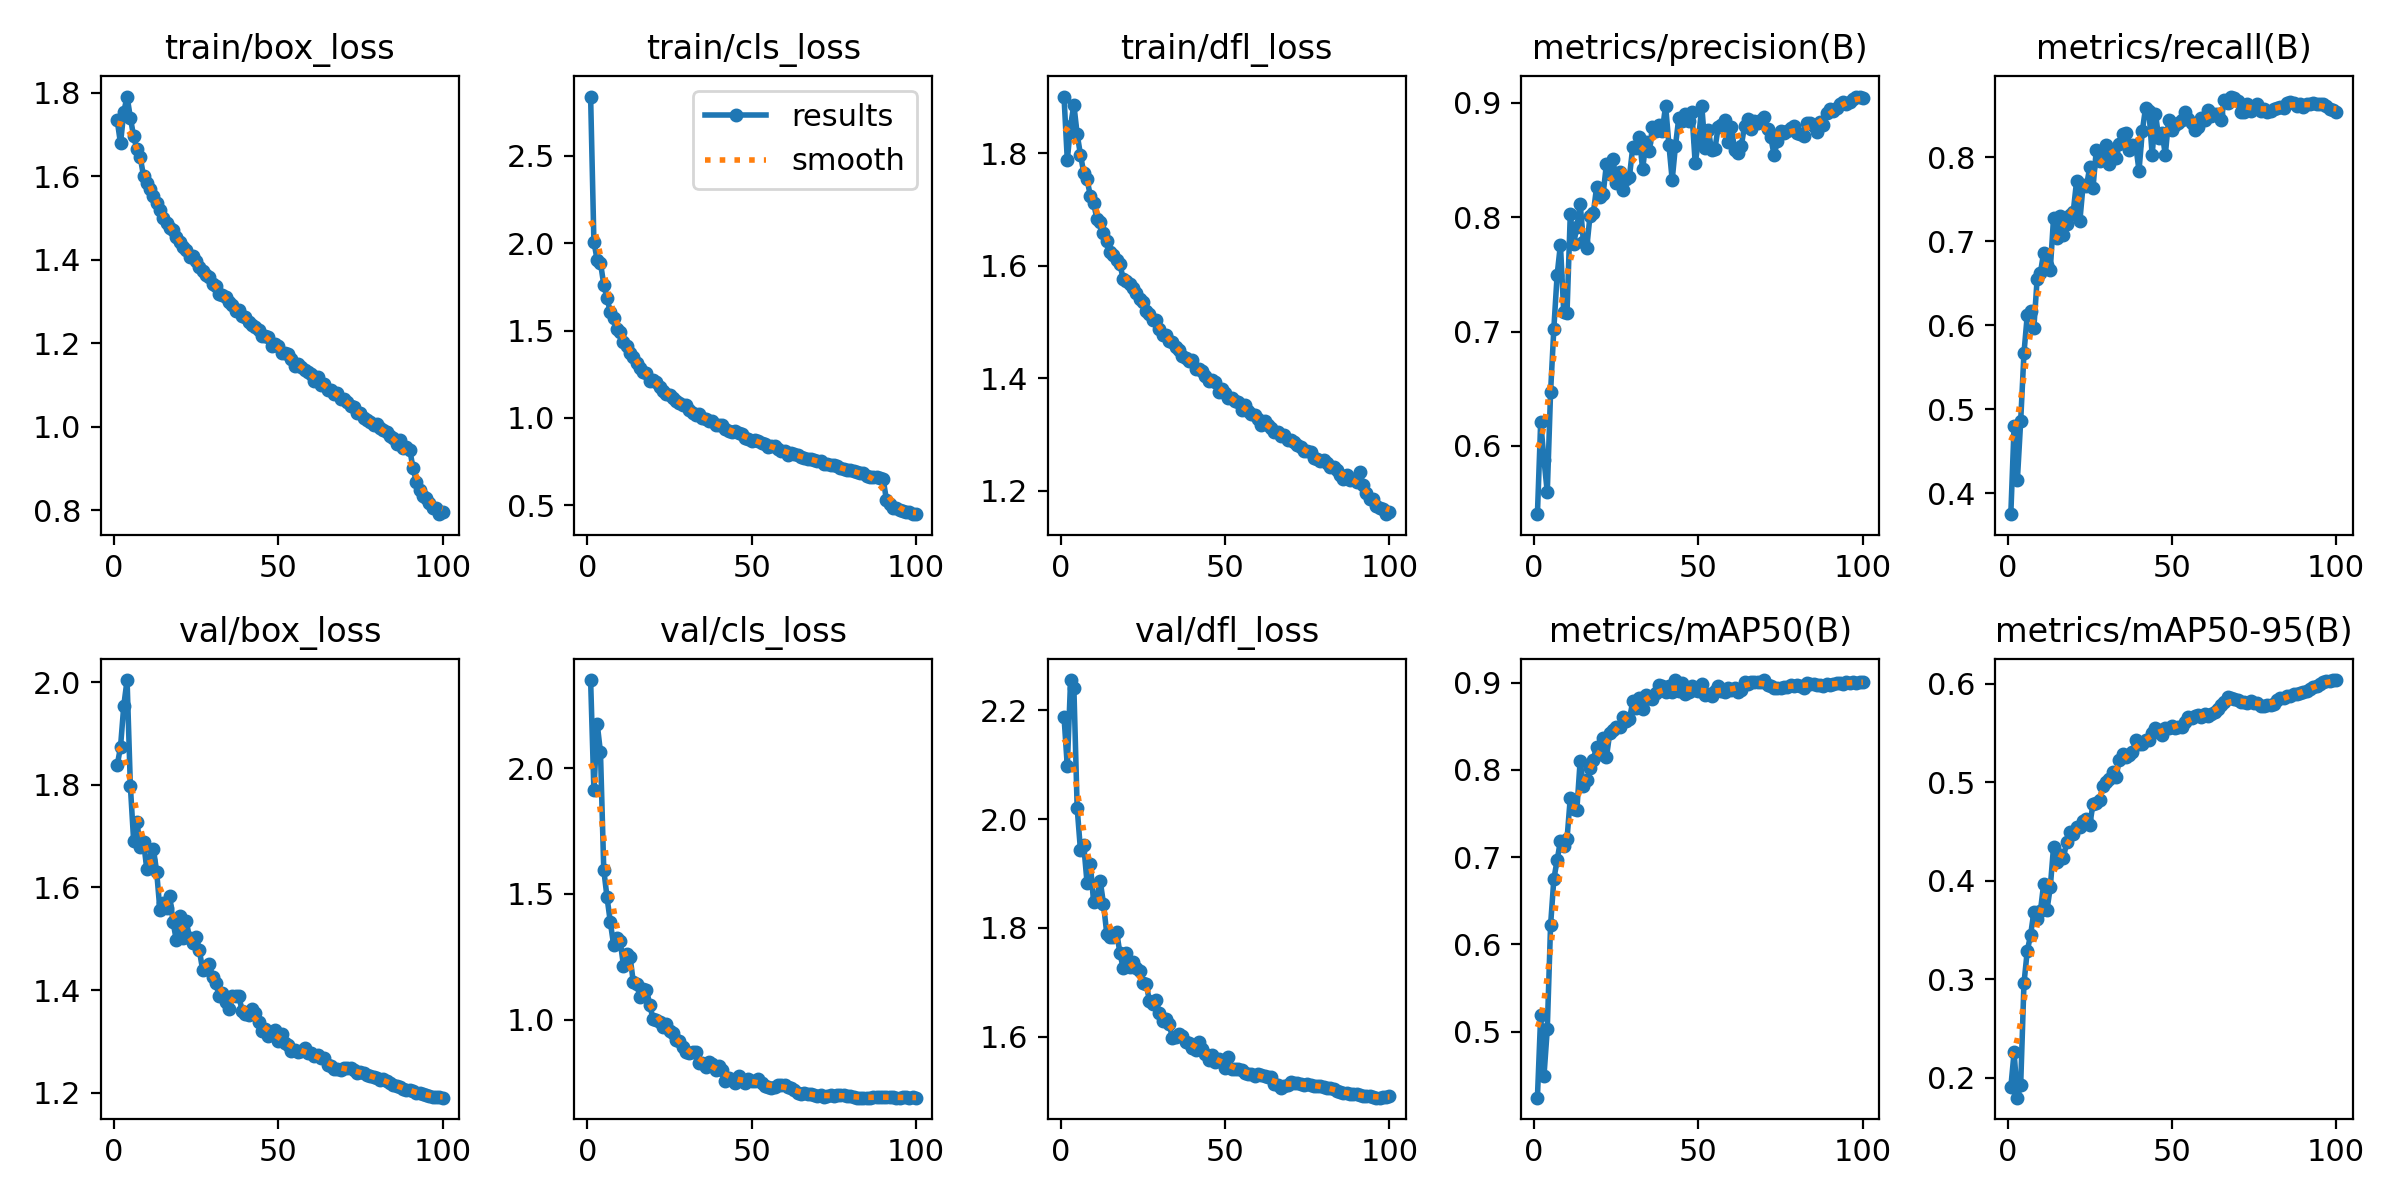 train/box_loss
1.8
1.6
1.4
1.2
1.0
0.8
0 50 100
train/cls_loss
results
smooth
2.5
2.0
1.5
1.0
0.5
0 50 100
train/dfl_loss
1.8
1.6
1.4
1.2
0 50 100
metrics/precision(B)
0.9
0.8
0.7
0.6
0 50 100
metrics/recall(B)
0.8
0.7
0.6
0.5
0.4
0 50 100
val/box_loss
2.0
1.8
1.6
1.4
1.2
0 50 100
val/cls_loss
2.0
1.5
1.0
0 50 100
val/dfl_loss
2.2
2.0
1.8
1.6
0 50 100
metrics/mAP50(B)
0.9
0.8
0.7
0.6
0.5
0 50 100
metrics/mAP50-95(B)
0.6
0.5
0.4
0.3
0.2
0 50 100